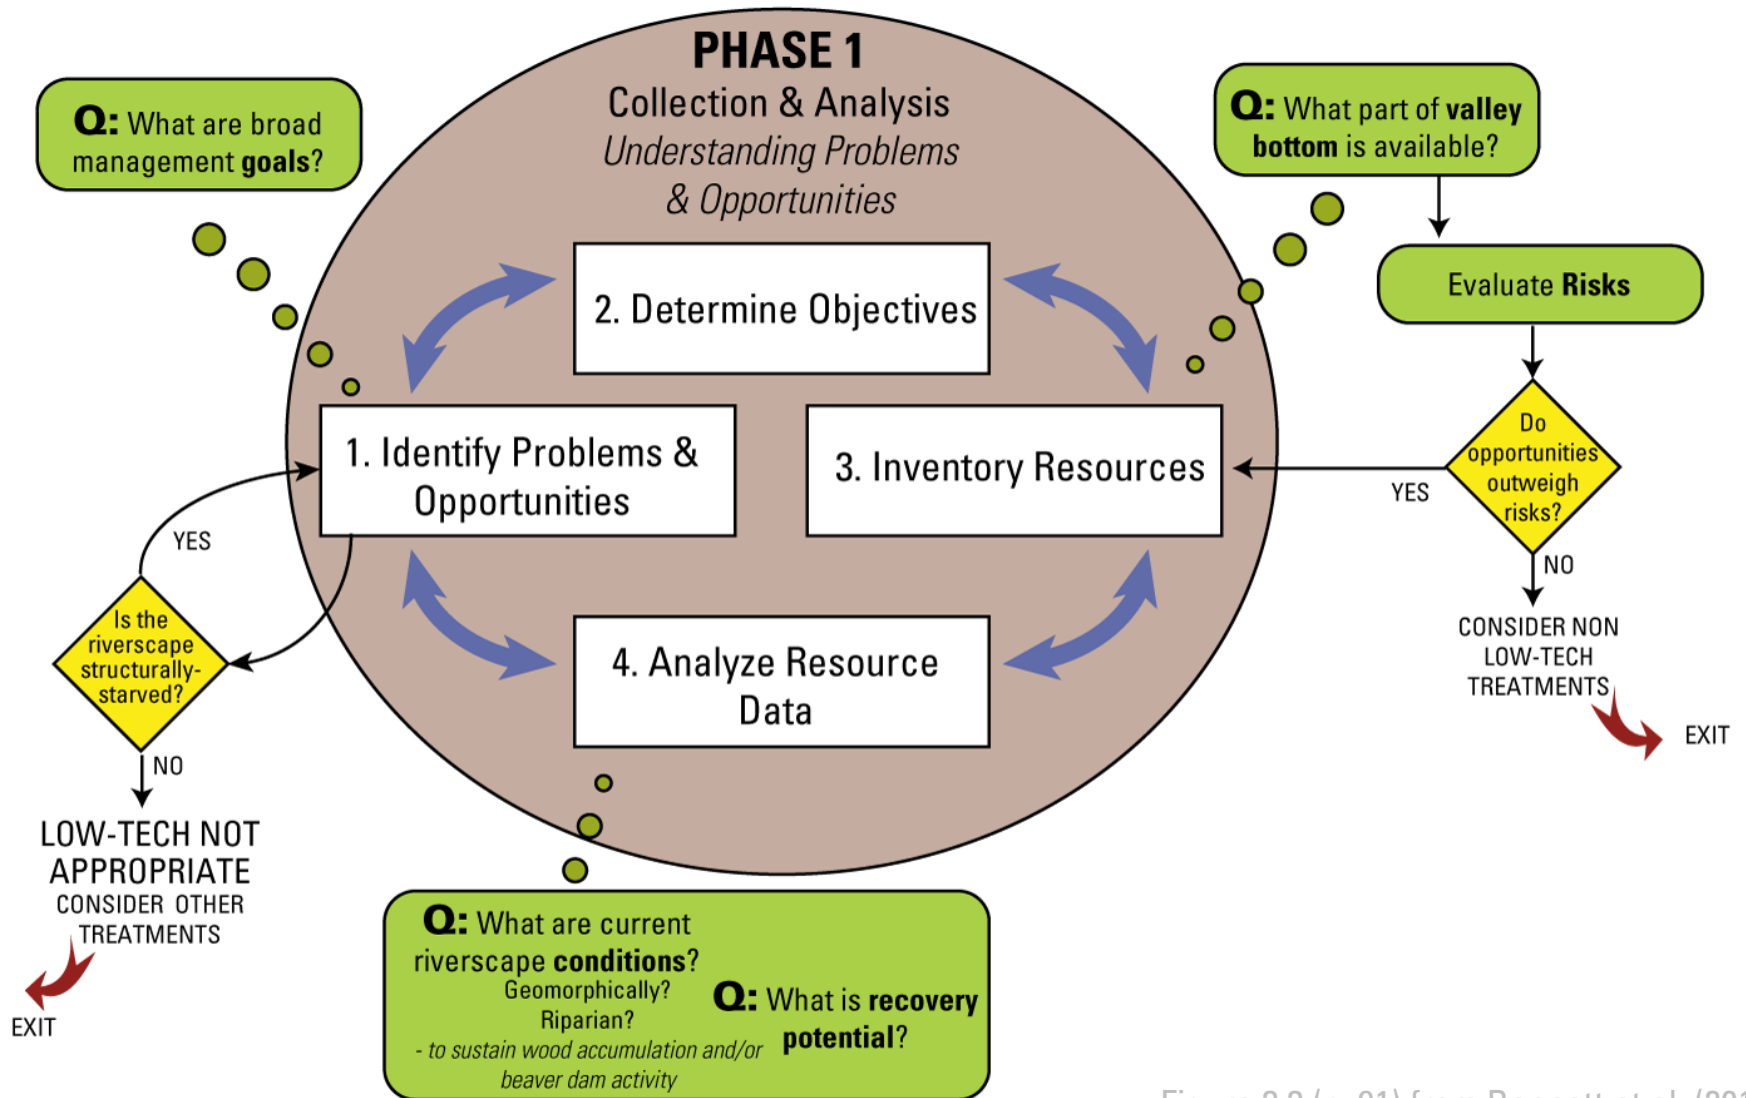 PHASE 1
Collection & Analysis
Understanding Problems
& Opportunities
Q: What are broad
management goals?
Q: What part of valley
bottom is available?
Evaluate Risks
Do
opportunities
outweigh
risks?
YES
NO
CONSIDER NON
LOW-TECH
TREATMENTS
EXIT
2. Determine Objectives
1. Identify Problems &
Opportunities
3. Inventory Resources
4. Analyze Resource
Data
YES
Is the
riverscape
structurally-
starved?
NO
LOW-TECH NOT
APPROPRIATE
CONSIDER OTHER
TREATMENTS
EXIT
Q: What are current
riverscape conditions?
Geomorphically?
Riparian?
- to sustain wood accumulation and/or
beaver dam activity
Q: What is recovery
potential?
from